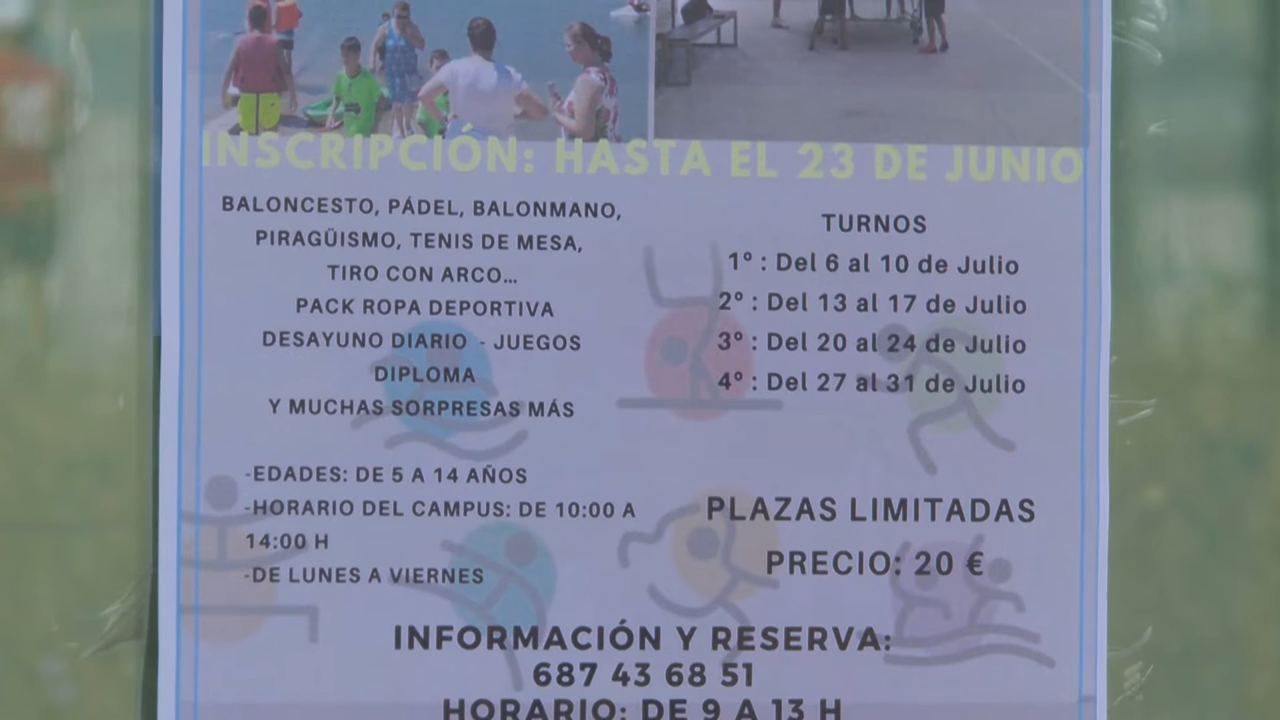 INSCRIPCIÓN: HASTA EL 23 DE JUNIO
BALONCESTO, PÁDEL, BALONMANO,
PIRAGÜISMO, TENIS DE MESA,
TIRO CON ARCO...
PACK ROPA DEPORTIVA
DESAYUNO DIARIO - JUEGOS
DIPLOMA
Y MUCHAS SORPRESAS MÁS
TURNOS
1º : Del 6 al 10 de Julio
2º : Del 13 al 17 de Julio
3º : Del 20 al 24 de Julio
4º : Del 27 al 31 de Julio
-EDADES: DE 5 A 14 AÑOS
-HORARIO DEL CAMPUS: DE 10:00 A
14:00 H
-DE LUNES A VIERNES
PLAZAS LIMITADAS
PRECIO: 20 €
INFORMACIÓN Y RESERVA:
687 43 68 51
HORARIO: DE 9 A 13 H